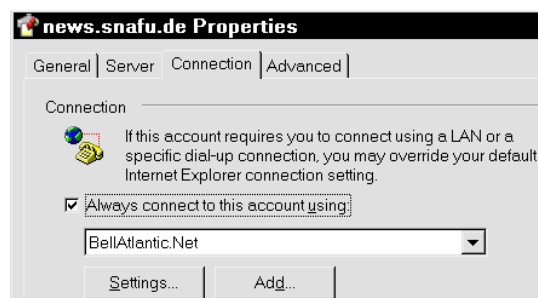 news.snafu.de Properties
General Server Connection Advanced
Connection
If this account requires you to connect using a LAN or a
specific dial-up connection, you may override your default
Internet Explorer connection setting.
Always connect to this account using:
BellAtlantic.Net
Settings... Add...